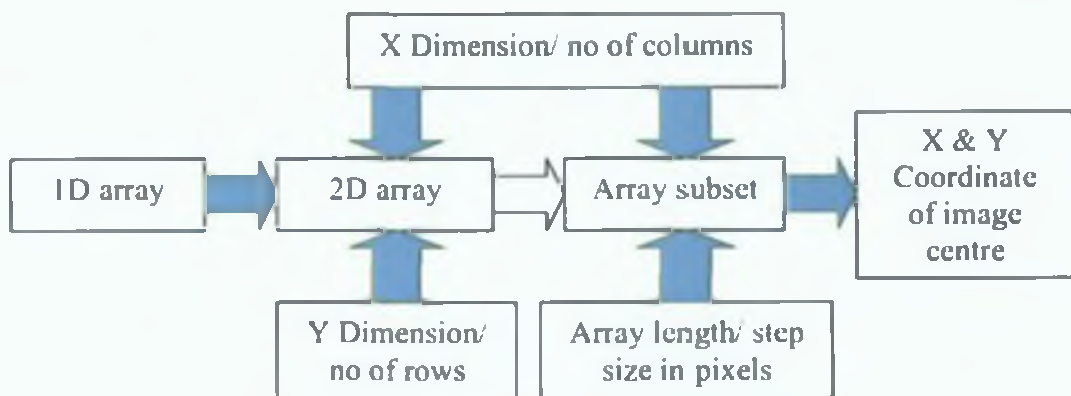 X Dimension/ no of columns
1D array
2D array
Array subset
X & Y
Coordinate
of image
centre
Y Dimension/
no of rows
Array length/ step
size in pixels